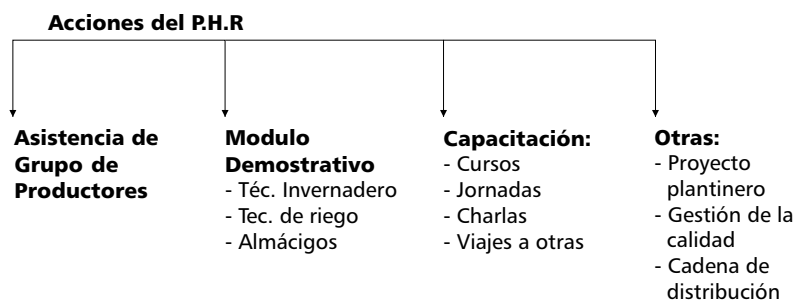 Acciones del P.H.R
Asistencia de
Grupo de
Productores
Modulo
Demostrativo
- Téc. Invernadero
- Tec. de riego
- Almácigos
Capacitación:
- Cursos
- Jornadas
- Charlas
- Viajes a otras
Otras:
- Proyecto
plantinero
- Gestión de la
calidad
- Cadena de
distribución